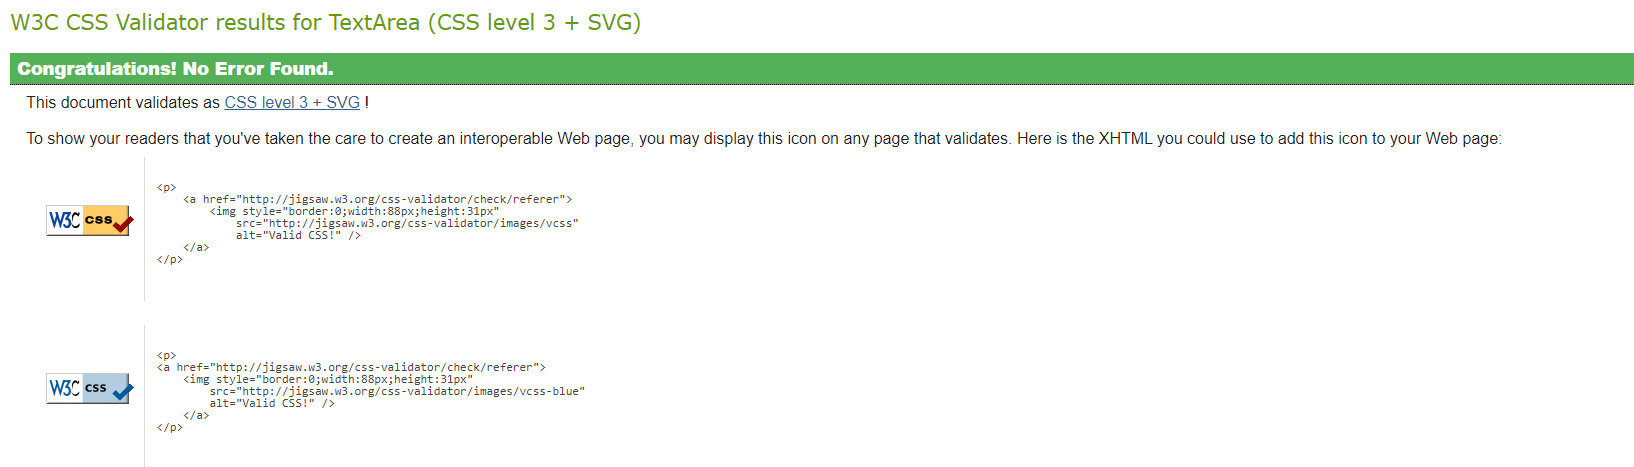 W3C CSS Validator results for TextArea (CSS level 3 + SVG)
Congratulations! No Error Found.
This document validates as CSS level 3 + SVG !
To show your readers that you've taken the care to create an interoperable Web page, you may display this icon on any page that validates. Here is the XHTML you could use to add this icon to your Web page:
W3C css
<p>
    <a href="http://jigsaw.w3.org/css-validator/check/referer">
        <img style="border:0;width:88px;height:31px"
            src="http://jigsaw.w3.org/css-validator/images/vcss"
            alt="Valid CSS!" />
    </a>
</p>
W3C css
<p>
<a href="http://jigsaw.w3.org/css-validator/check/referer">
    <img style="border:0;width:88px;height:31px"
        src="http://jigsaw.w3.org/css-validator/images/vcss-blue"
        alt="Valid CSS!" />
    </a>
</p>